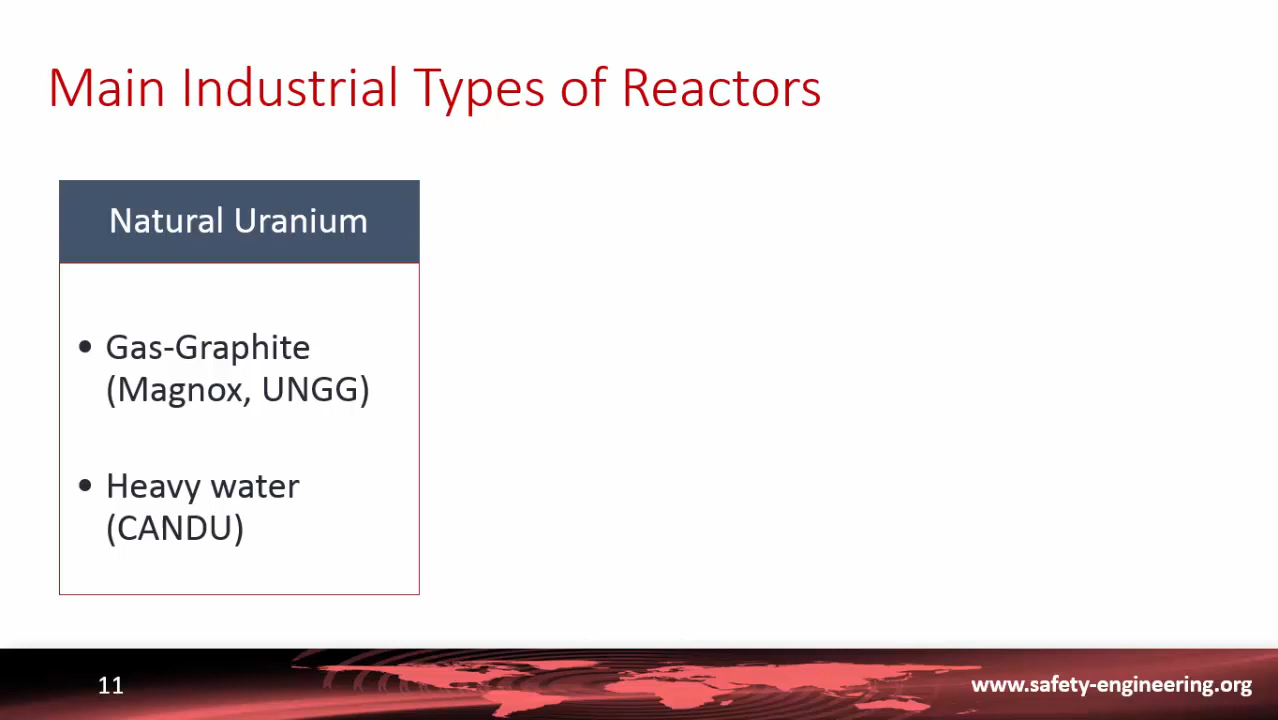 Main Industrial Types of Reactors
Natural Uranium
• Gas-Graphite
(Magnox, UNGG)
• Heavy water
(CANDU)
11
www.safety-engineering.org